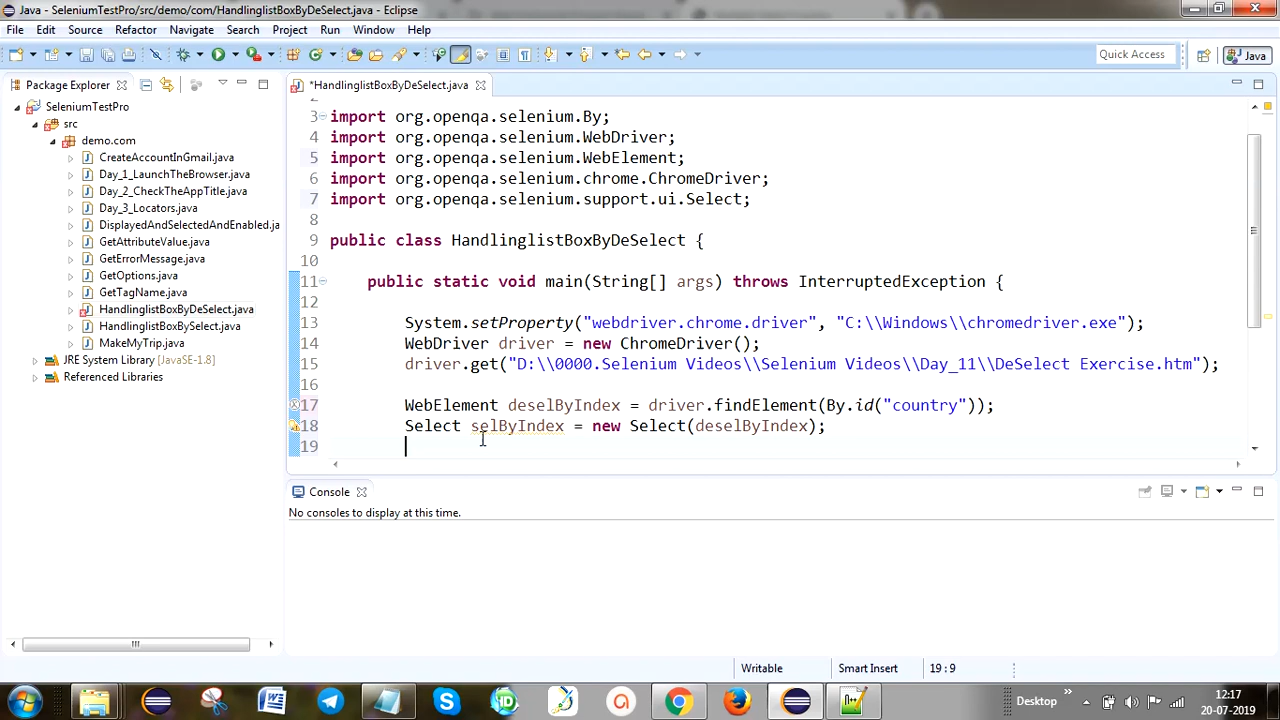 Java - SeleniumTestPro/src/demo/com/HandlinglistBoxByDeSelect.java - Eclipse
File Edit Source Refactor Navigate Search Project Run Window Help
Quick Access Java
Package Explorer
*HandlinglistBoxByDeSelect.java
SeleniumTestPro
src
demo.com
CreateAccountInGmail.java
Day_1_LaunchTheBrowser.java
Day_2_CheckTheAppTitle.java
Day_3_Locators.java
DisplayedAndSelectedAndEnabled.ja
GetAttributeValue.java
GetErrorMessage.java
GetOptions.java
GetTagName.java
HandlinglistBoxByDeSelect.java
HandlinglistBoxBySelect.java
MakeMyTrip.java
JRE System Library [JavaSE-1.8]
Referenced Libraries
3 import org.openqa.selenium.By;
4 import org.openqa.selenium.WebDriver;
5 import org.openqa.selenium.WebElement;
6 import org.openqa.selenium.chrome.ChromeDriver;
7 import org.openqa.selenium.support.ui.Select;
8
9 public class HandlinglistBoxByDeSelect {
10
11 public static void main(String[] args) throws InterruptedException {
12
13 System.setProperty("webdriver.chrome.driver", "C:\\Windows\\chromedriver.exe");
14 WebDriver driver = new ChromeDriver();
15 driver.get("D:\\0000.Selenium Videos\\Selenium Videos\\Day_11\\DeSelect Exercise.htm");
16
17 WebElement deselByIndex = driver.findElement(By.id("country"));
18 Select selByIndex = new Select(deselByIndex);
19
Console
No consoles to display at this time.
Writable Smart Insert 19:9
Desktop
12:17
20-07-2019